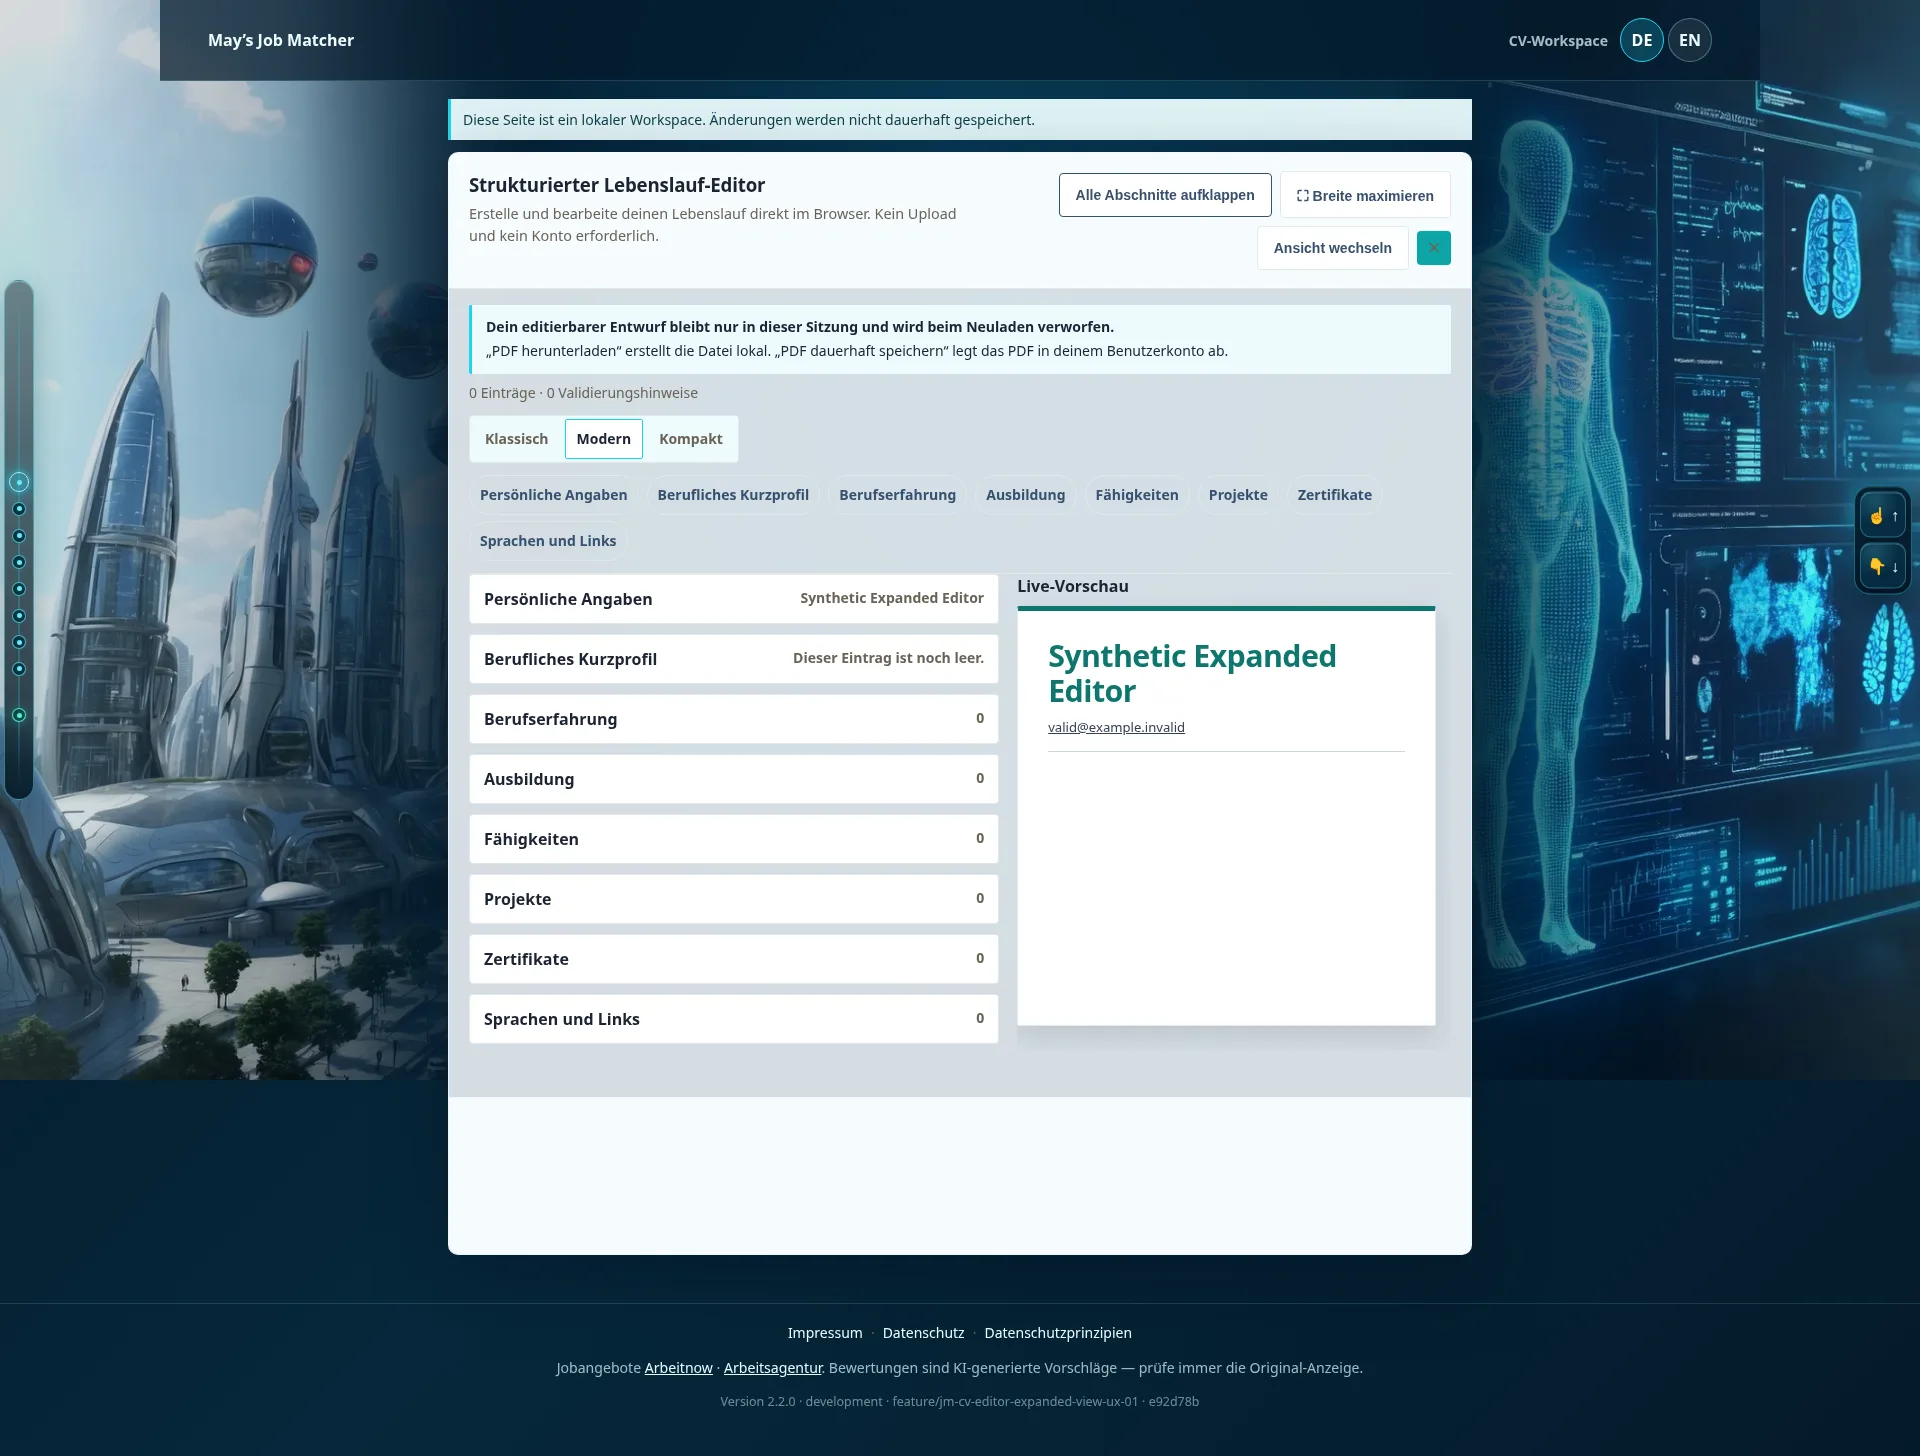 May’s Job Matcher
CV-Workspace
DE
EN
Diese Seite ist ein lokaler Workspace. Änderungen werden nicht dauerhaft gespeichert.
Strukturierter Lebenslauf-Editor
Erstelle und bearbeite deinen Lebenslauf direkt im Browser. Kein Upload
und kein Konto erforderlich.
Alle Abschnitte aufklappen
⛶ Breite maximieren
Ansicht wechseln
✕
Dein editierbarer Entwurf bleibt nur in dieser Sitzung und wird beim Neuladen verworfen.
„PDF herunterladen“ erstellt die Datei lokal. „PDF dauerhaft speichern“ legt das PDF in deinem Benutzerkonto ab.
0 Einträge · 0 Validierungshinweise
Klassisch
Modern
Kompakt
Persönliche Angaben
Berufliches Kurzprofil
Berufserfahrung
Ausbildung
Fähigkeiten
Projekte
Zertifikate
Sprachen und Links
Persönliche Angaben
Synthetic Expanded Editor
Berufliches Kurzprofil
Dieser Eintrag ist noch leer.
Berufserfahrung
0
Ausbildung
0
Fähigkeiten
0
Projekte
0
Zertifikate
0
Sprachen und Links
0
Live-Vorschau
Synthetic Expanded
Editor
valid@example.invalid
☝ ↑
👇 ↓
Impressum · Datenschutz · Datenschutzprinzipien
Jobangebote Arbeitnow · Arbeitsagentur. Bewertungen sind KI-generierte Vorschläge — prüfe immer die Original-Anzeige.
Version 2.2.0 · development · feature/jm-cv-editor-expanded-view-ux-01 · e92d78b